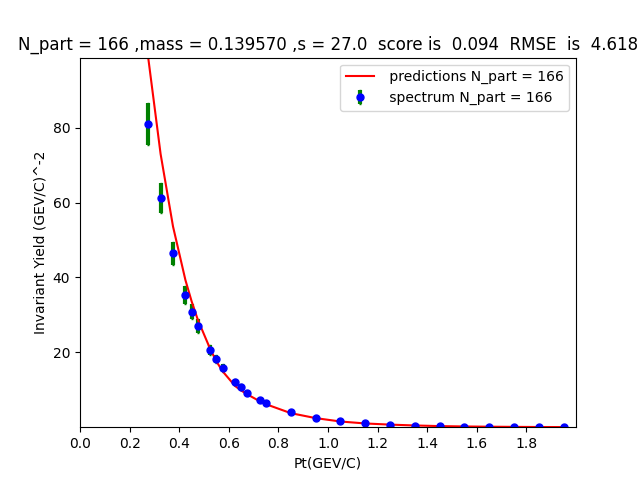 N_part = 166 ,mass = 0.139570 ,s = 27.0  score is  0.094  RMSE  is  4.618
predictions N_part = 166
spectrum N_part = 166
Invariant Yield (GEV/C)^-2
80
60
40
20
0.0 0.2 0.4 0.6 0.8 1.0 1.2 1.4 1.6 1.8
Pt(GEV/C)